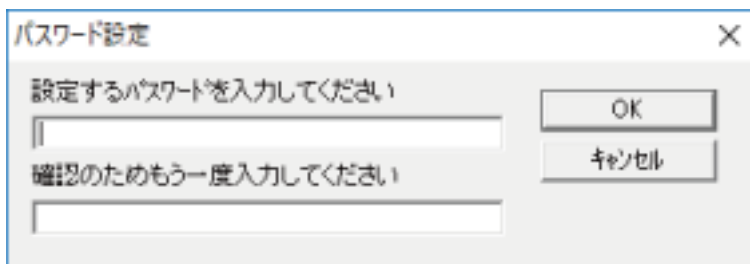 パスワード設定
設定するﾊﾟｽﾜｰﾄﾞを入力してください
OK
確認のためもう一度入力してください
ｷｬﾝｾﾙ